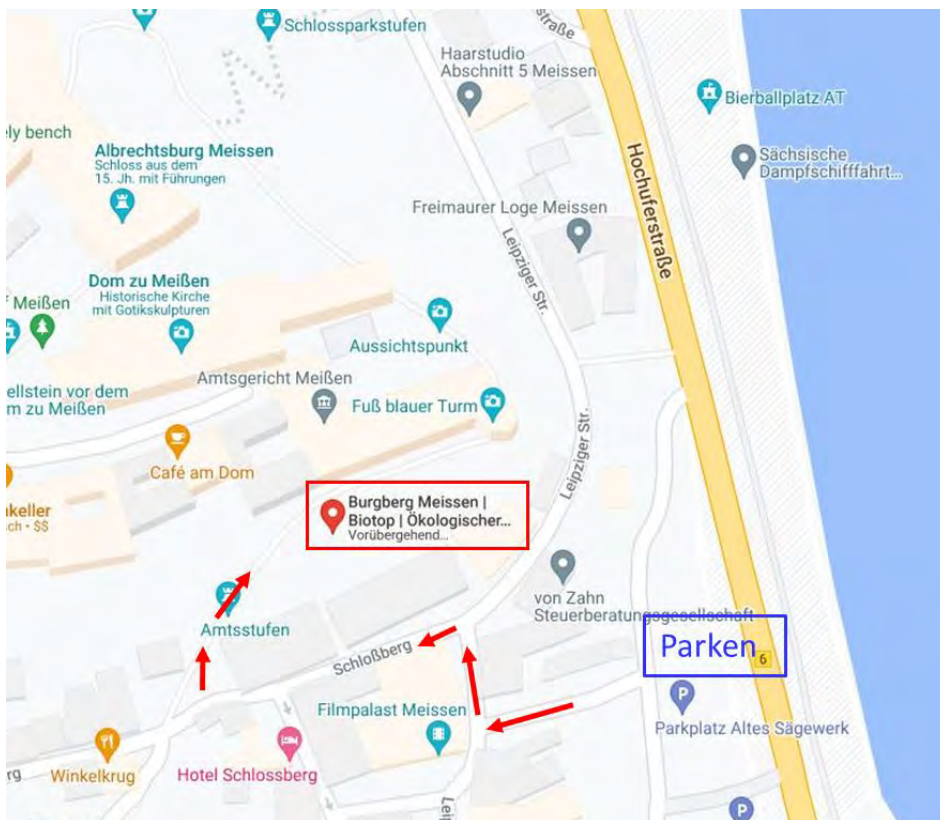 Schlossparkstufen
straße
Haarstudio
Abschnitt 5 Meissen
Bierballplatz AT
ely bench
Albrechtsburg Meissen
Schloss aus dem
15. Jh. mit Führungen
Hochuferstraße
Sächsische
Dampfschifffahrt...
Freimaurer Loge Meissen
Leipziger Str.
Dom zu Meißen
Historische Kirche
mit Gotikskulpturen
f Meißen
Aussichtspunkt
Amtsgericht Meißen
ellstein vor dem
m zu Meißen
Fuß blauer Turm
Leipziger Str.
Café am Dom
nkeller
ch • $$
Burgberg Meissen |
Biotop | Ökologischer...
Vorübergehend...
von Zahn
Steuerberatungsgesellschaft
Amtsstufen
Schloßberg
Parken
6
P
Parkplatz Altes Sägewerk
Filmpalast Meissen
Winkelkrug
Hotel Schlossberg
rg
Leip
P